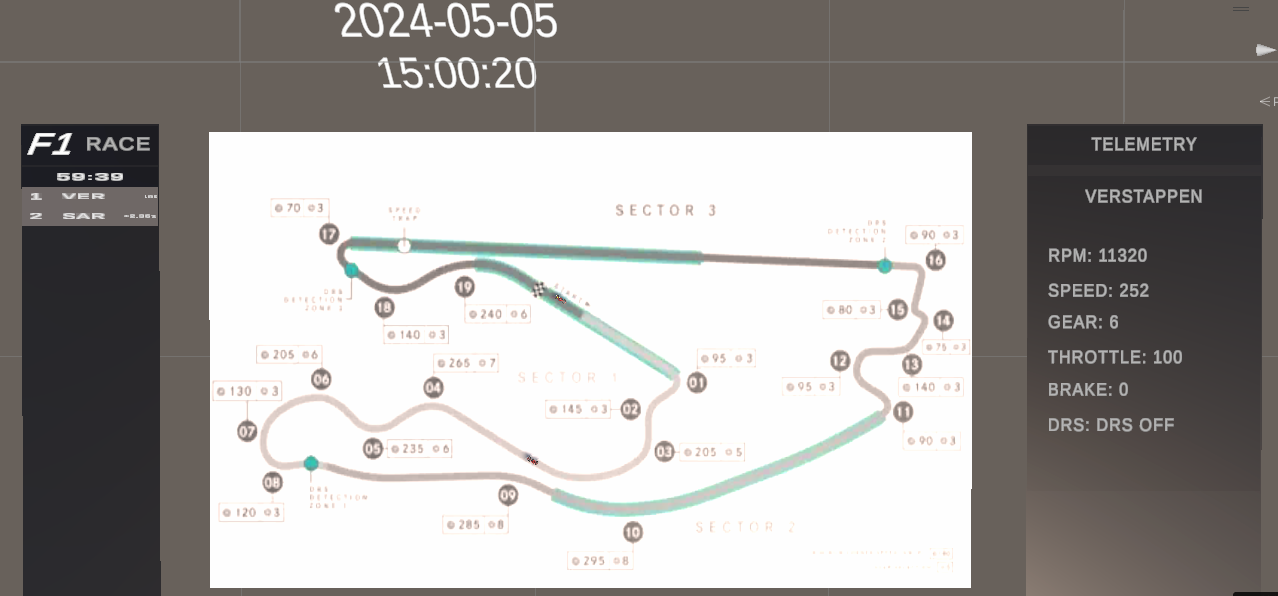 2024-05-05
15:00:20
F1 RACE
59:39
1 VER
2 SAR
TELEMETRY
VERSTAPPEN
RPM: 11320
SPEED: 252
GEAR: 6
THROTTLE: 100
BRAKE: 0
DRS: DRS OFF
SECTOR 3
SPEED
TRAP
70 3
17
DRS
DETECTION
ZONE 2
90 3
16
DRS
DETECTION
18
140 3
19
240 6
80 3
15
14
75 3
13
140 3
12
95 3
11
90 3
205 6
06
265 7
04
SECTOR 1
95 3
01
145 3
02
03
205 5
130 3
07
05
235 6
08
120 3
DRS
DETECTION
ZONE 1
09
285 8
SECTOR 2
10
295 8